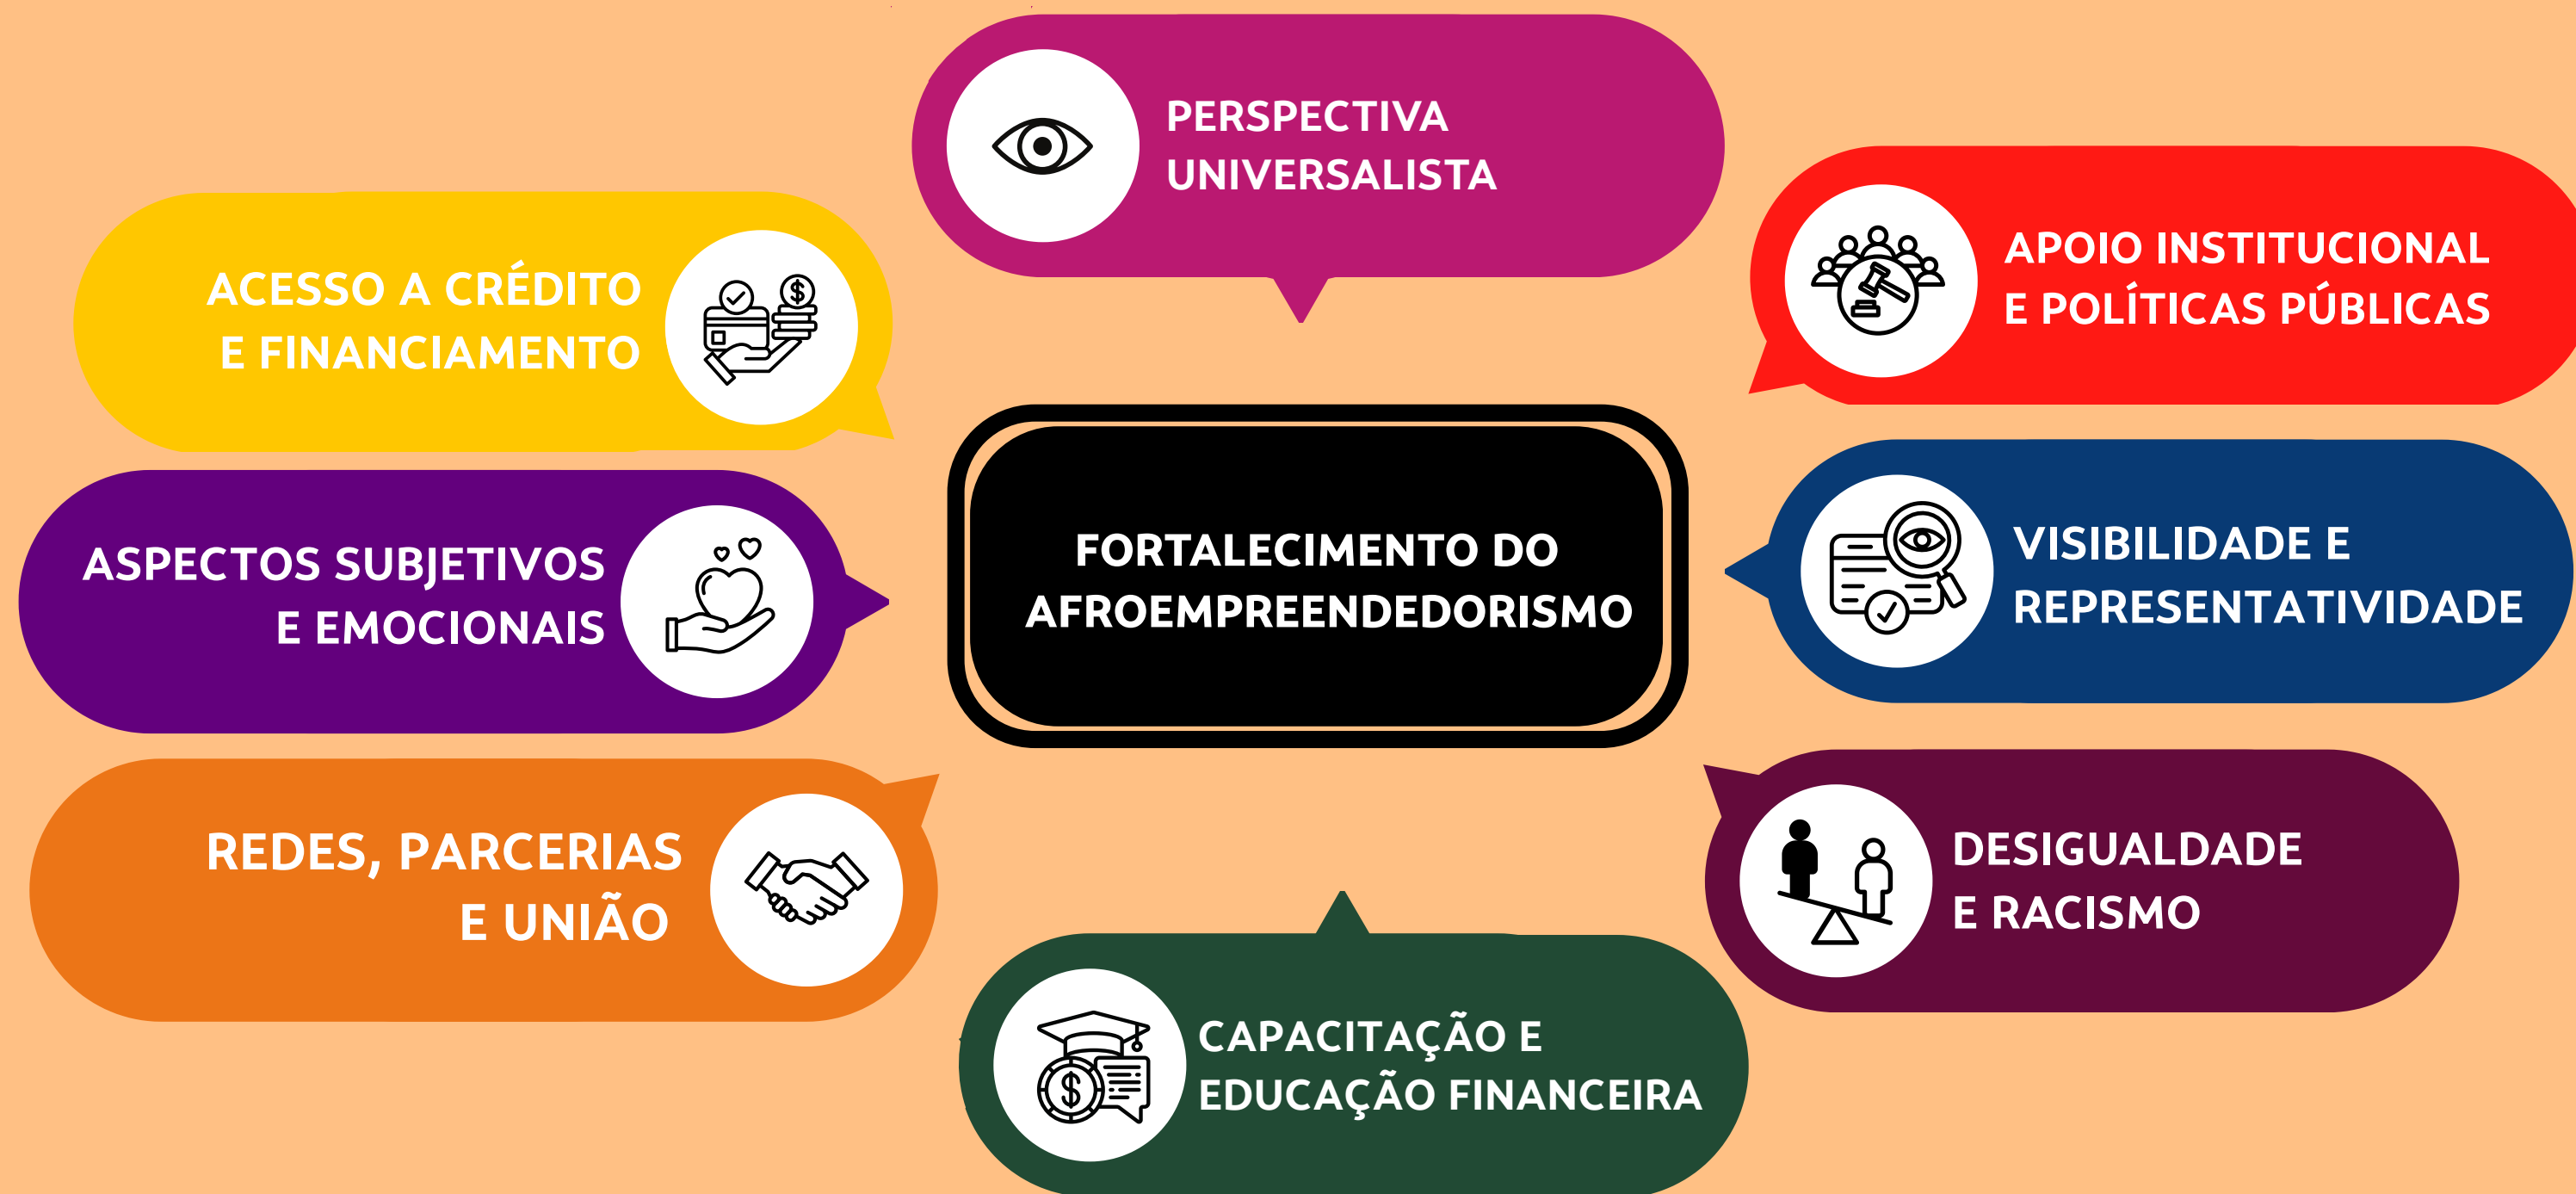 PERSPECTIVA
UNIVERSALISTA
ACESSO A CRÉDITO
E FINANCIAMENTO
APOIO INSTITUCIONAL
E POLÍTICAS PÚBLICAS
ASPECTOS SUBJETIVOS
E EMOCIONAIS
FORTALECIMENTO DO
AFROEMPREENDEDORISMO
VISIBILIDADE E
REPRESENTATIVIDADE
REDES, PARCERIAS
E UNIÃO
DESIGUALDADE
E RACISMO
CAPACITAÇÃO E
EDUCAÇÃO FINANCEIRA